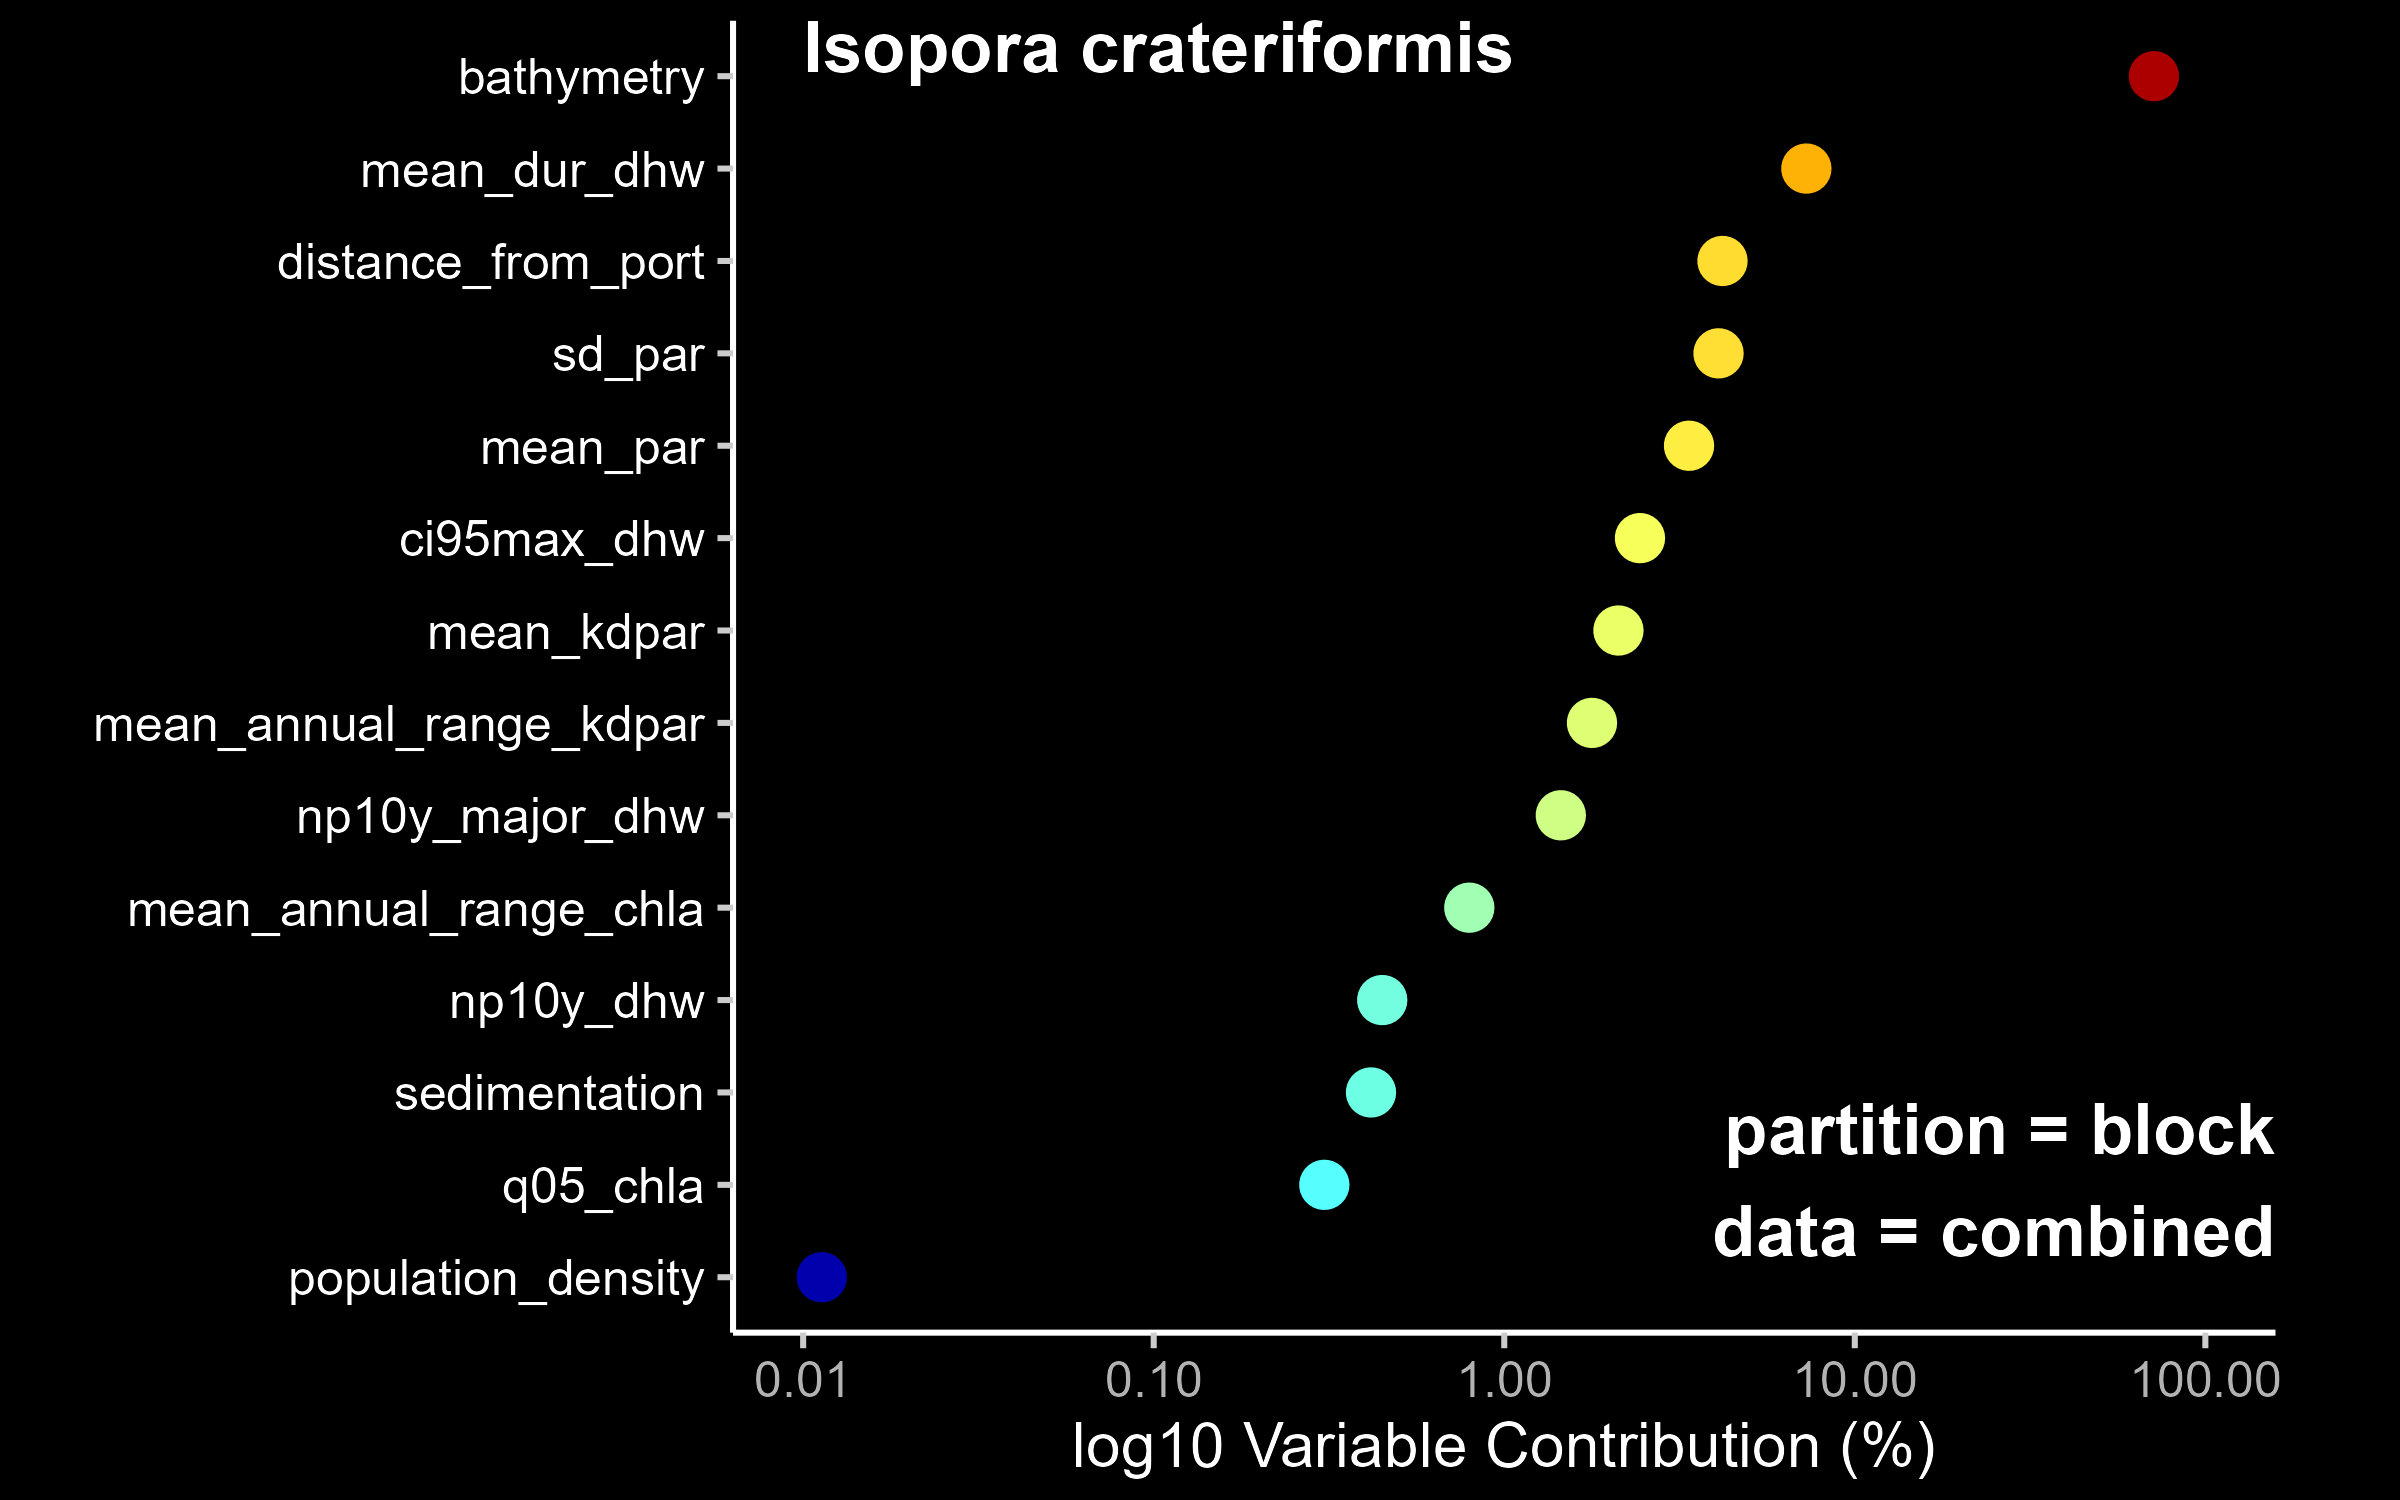 Isopora crateriformis
bathymetry
mean_dur_dhw
distance_from_port
sd_par
mean_par
ci95max_dhw
mean_kdpar
mean_annual_range_kdpar
np10y_major_dhw
mean_annual_range_chla
np10y_dhw
sedimentation
q05_chla
population_density
partition = block
data = combined
0.01 0.10 1.00 10.00 100.00
log10 Variable Contribution (%)